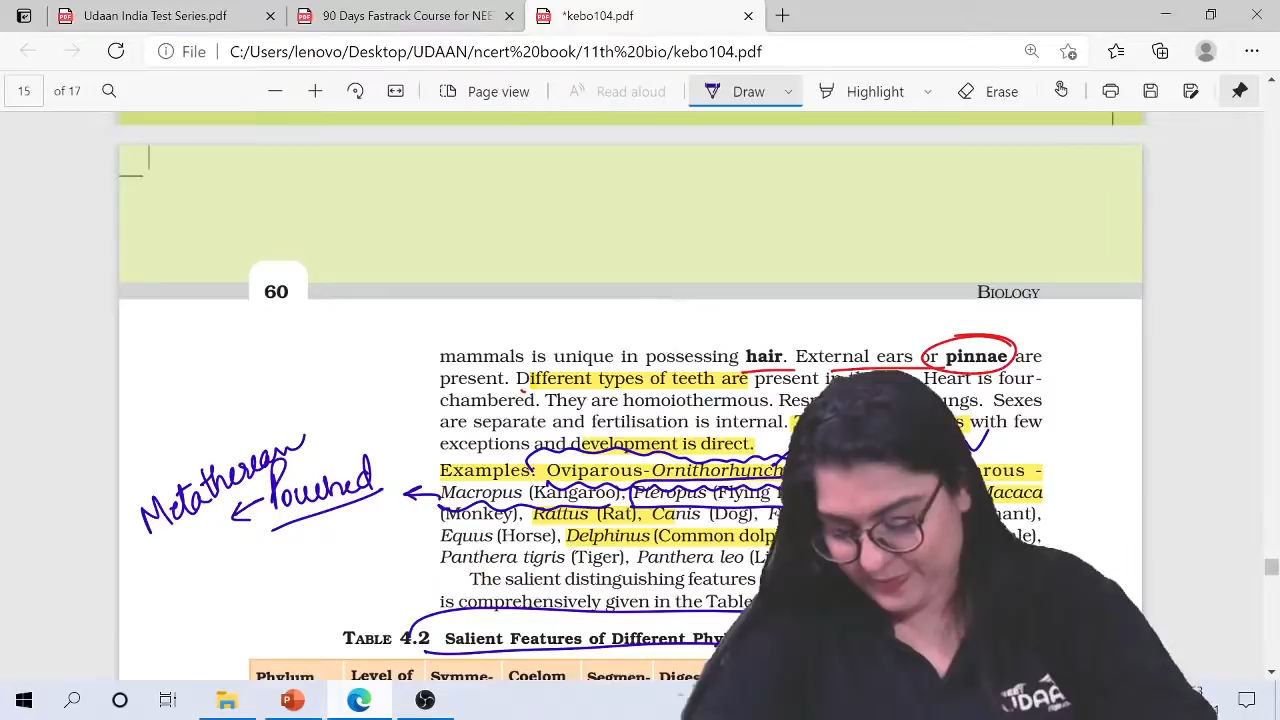 Udaan India Test Series.pdf
90 Days Fastrack Course for NEE
*kebo104.pdf
File C:/Users/lenovo/Desktop/UDAAN/ncert%20book/11th%20bio/kebo104.pdf
15 of 17 Page view Read aloud Draw Highlight Erase
60 BIOLOGY
mammals is unique in possessing hair. External ears or pinnae are
present. Different types of teeth are present in Heart is four-
chambered. They are homoiothermous. ngs. Sexes
are separate and fertilisation is internal. with few
exceptions and development is direct.
Examples: Oviparous-Ornithorhynch rous -
Macropus (Kangaroo), Pteropus (Flying Macaca
(Monkey), Rattus (Rat), Canis (Dog), hant),
Equus (Horse), Delphinus (Common dolp le),
Panthera tigris (Tiger), Panthera leo (Li
The salient distinguishing features
is comprehensively given in the Table
Metatherean
Pouched
TABLE 4.2 Salient Features of Different Phy
Phylum Level of Symme- Coelom Segmen- Diges
UDAA